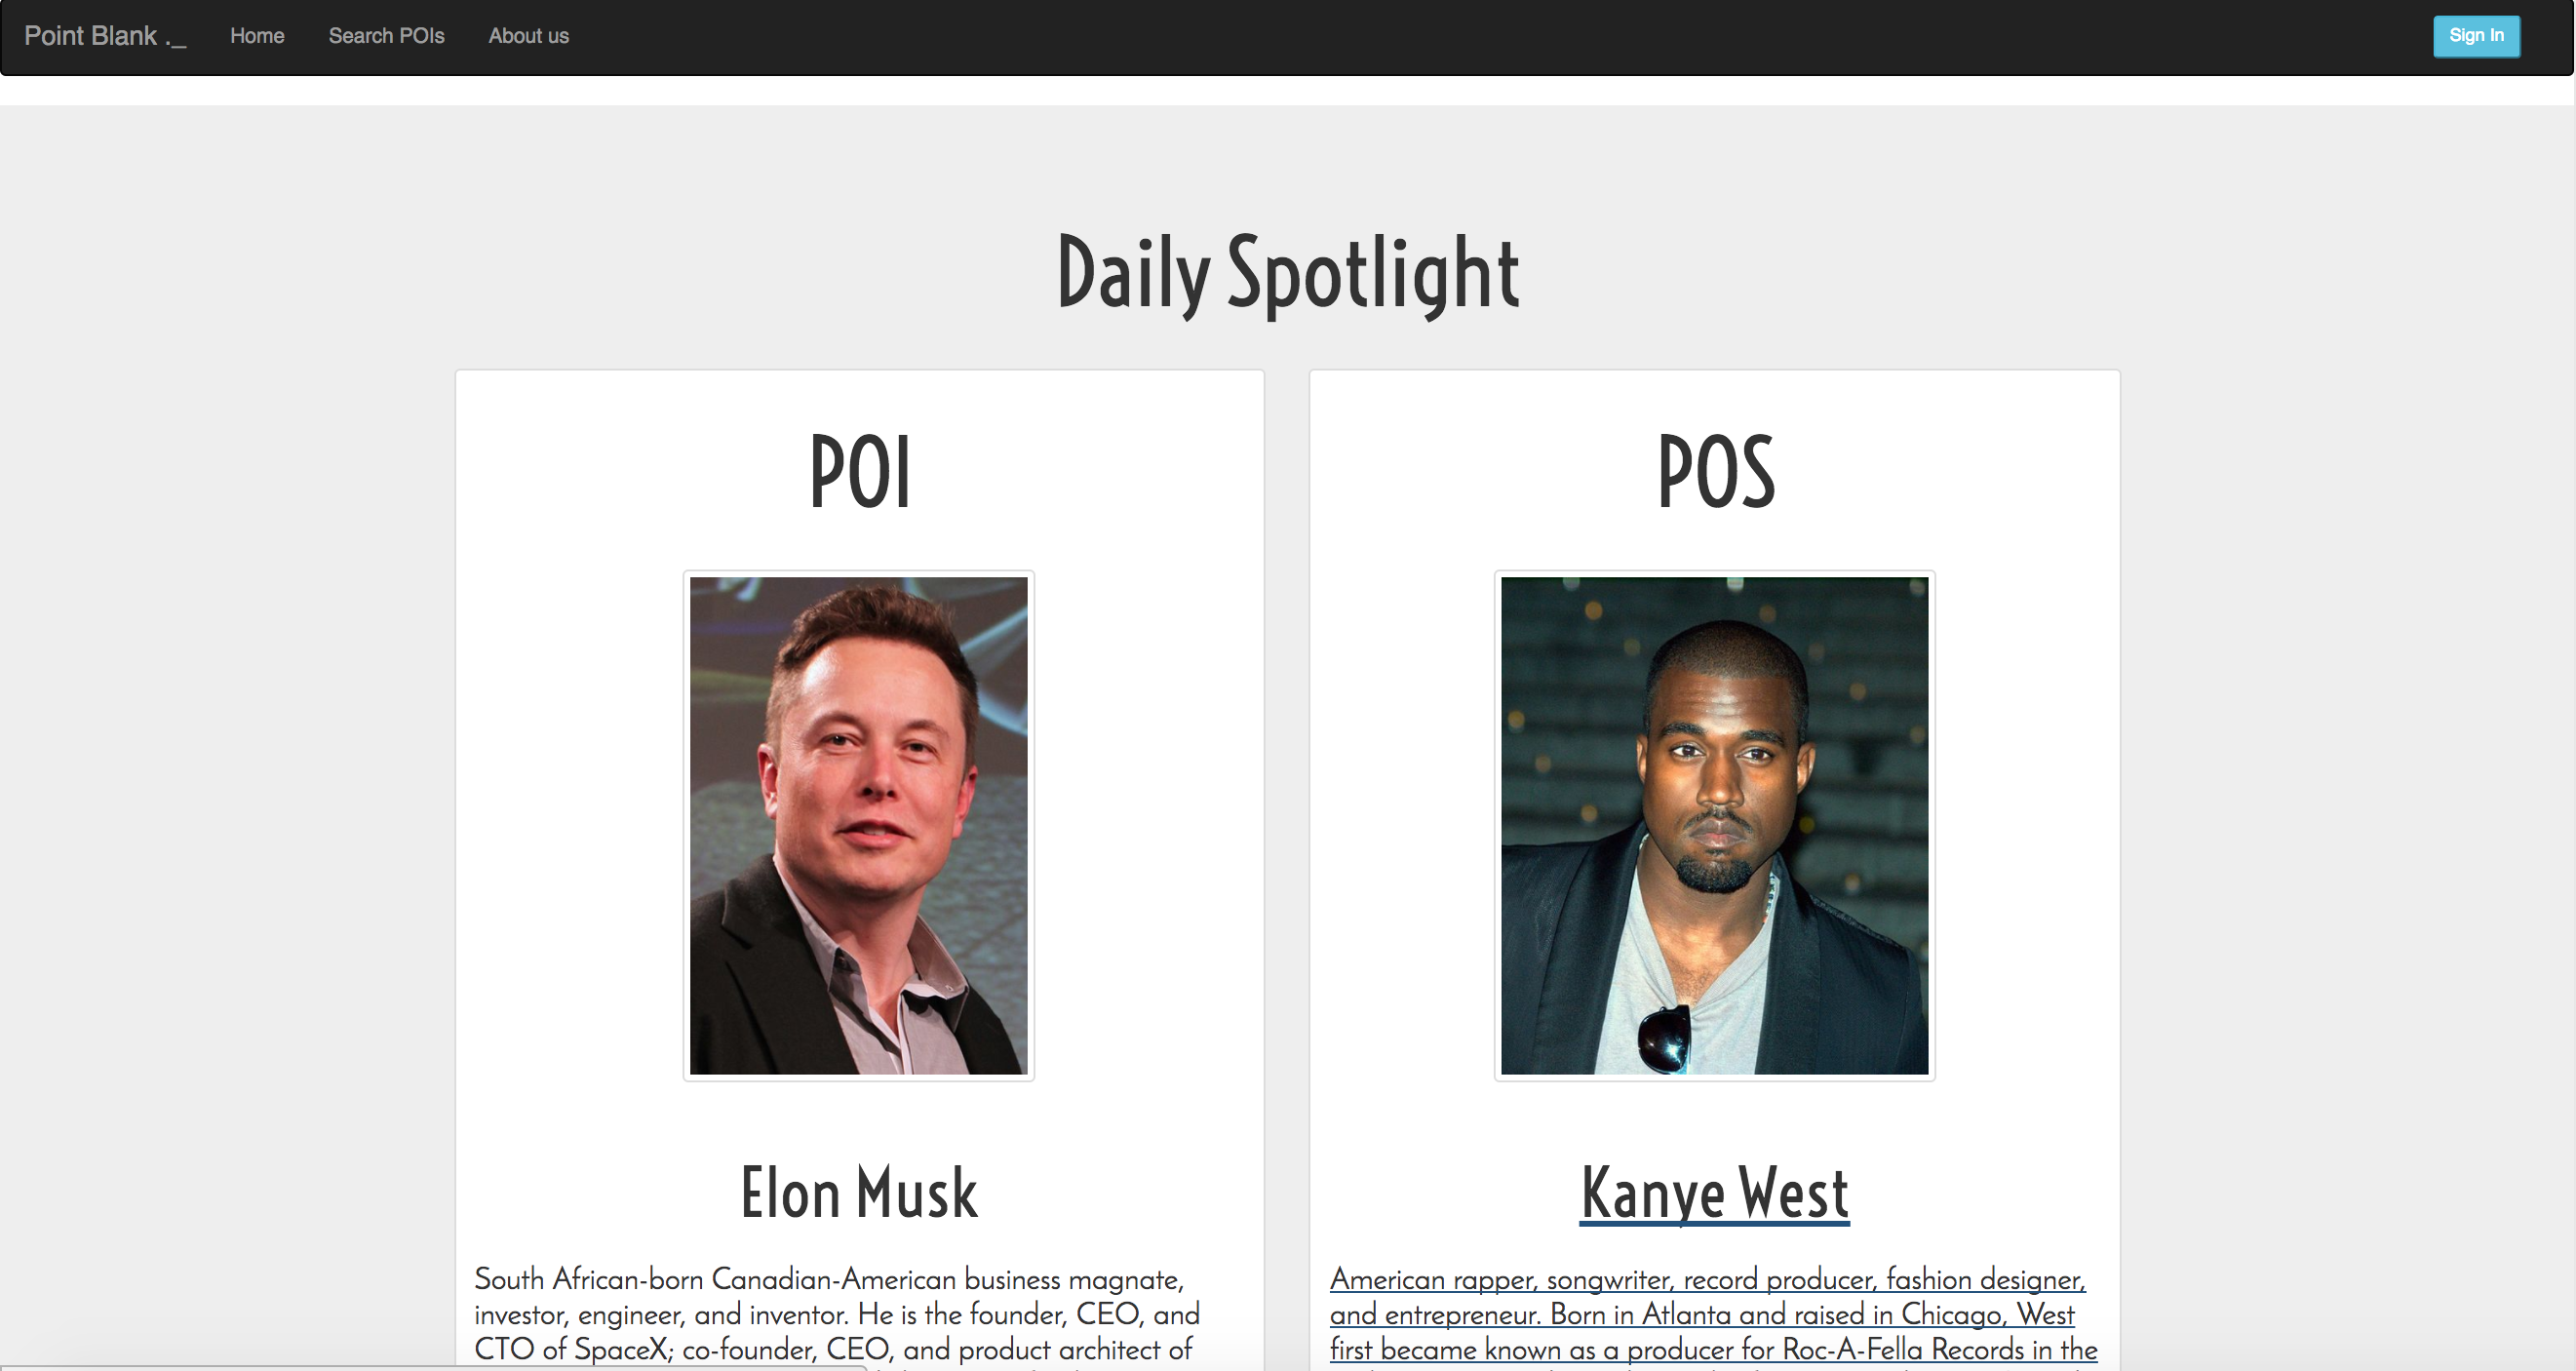 Point Blank ._ Home Search POIs About us Sign In
Daily Spotlight
POI
Elon Musk
South African-born Canadian-American business magnate,
investor, engineer, and inventor. He is the founder, CEO, and
CTO of SpaceX; co-founder, CEO, and product architect of
POS
Kanye West
American rapper, songwriter, record producer, fashion designer,
and entrepreneur. Born in Atlanta and raised in Chicago, West
first became known as a producer for Roc-A-Fella Records in the